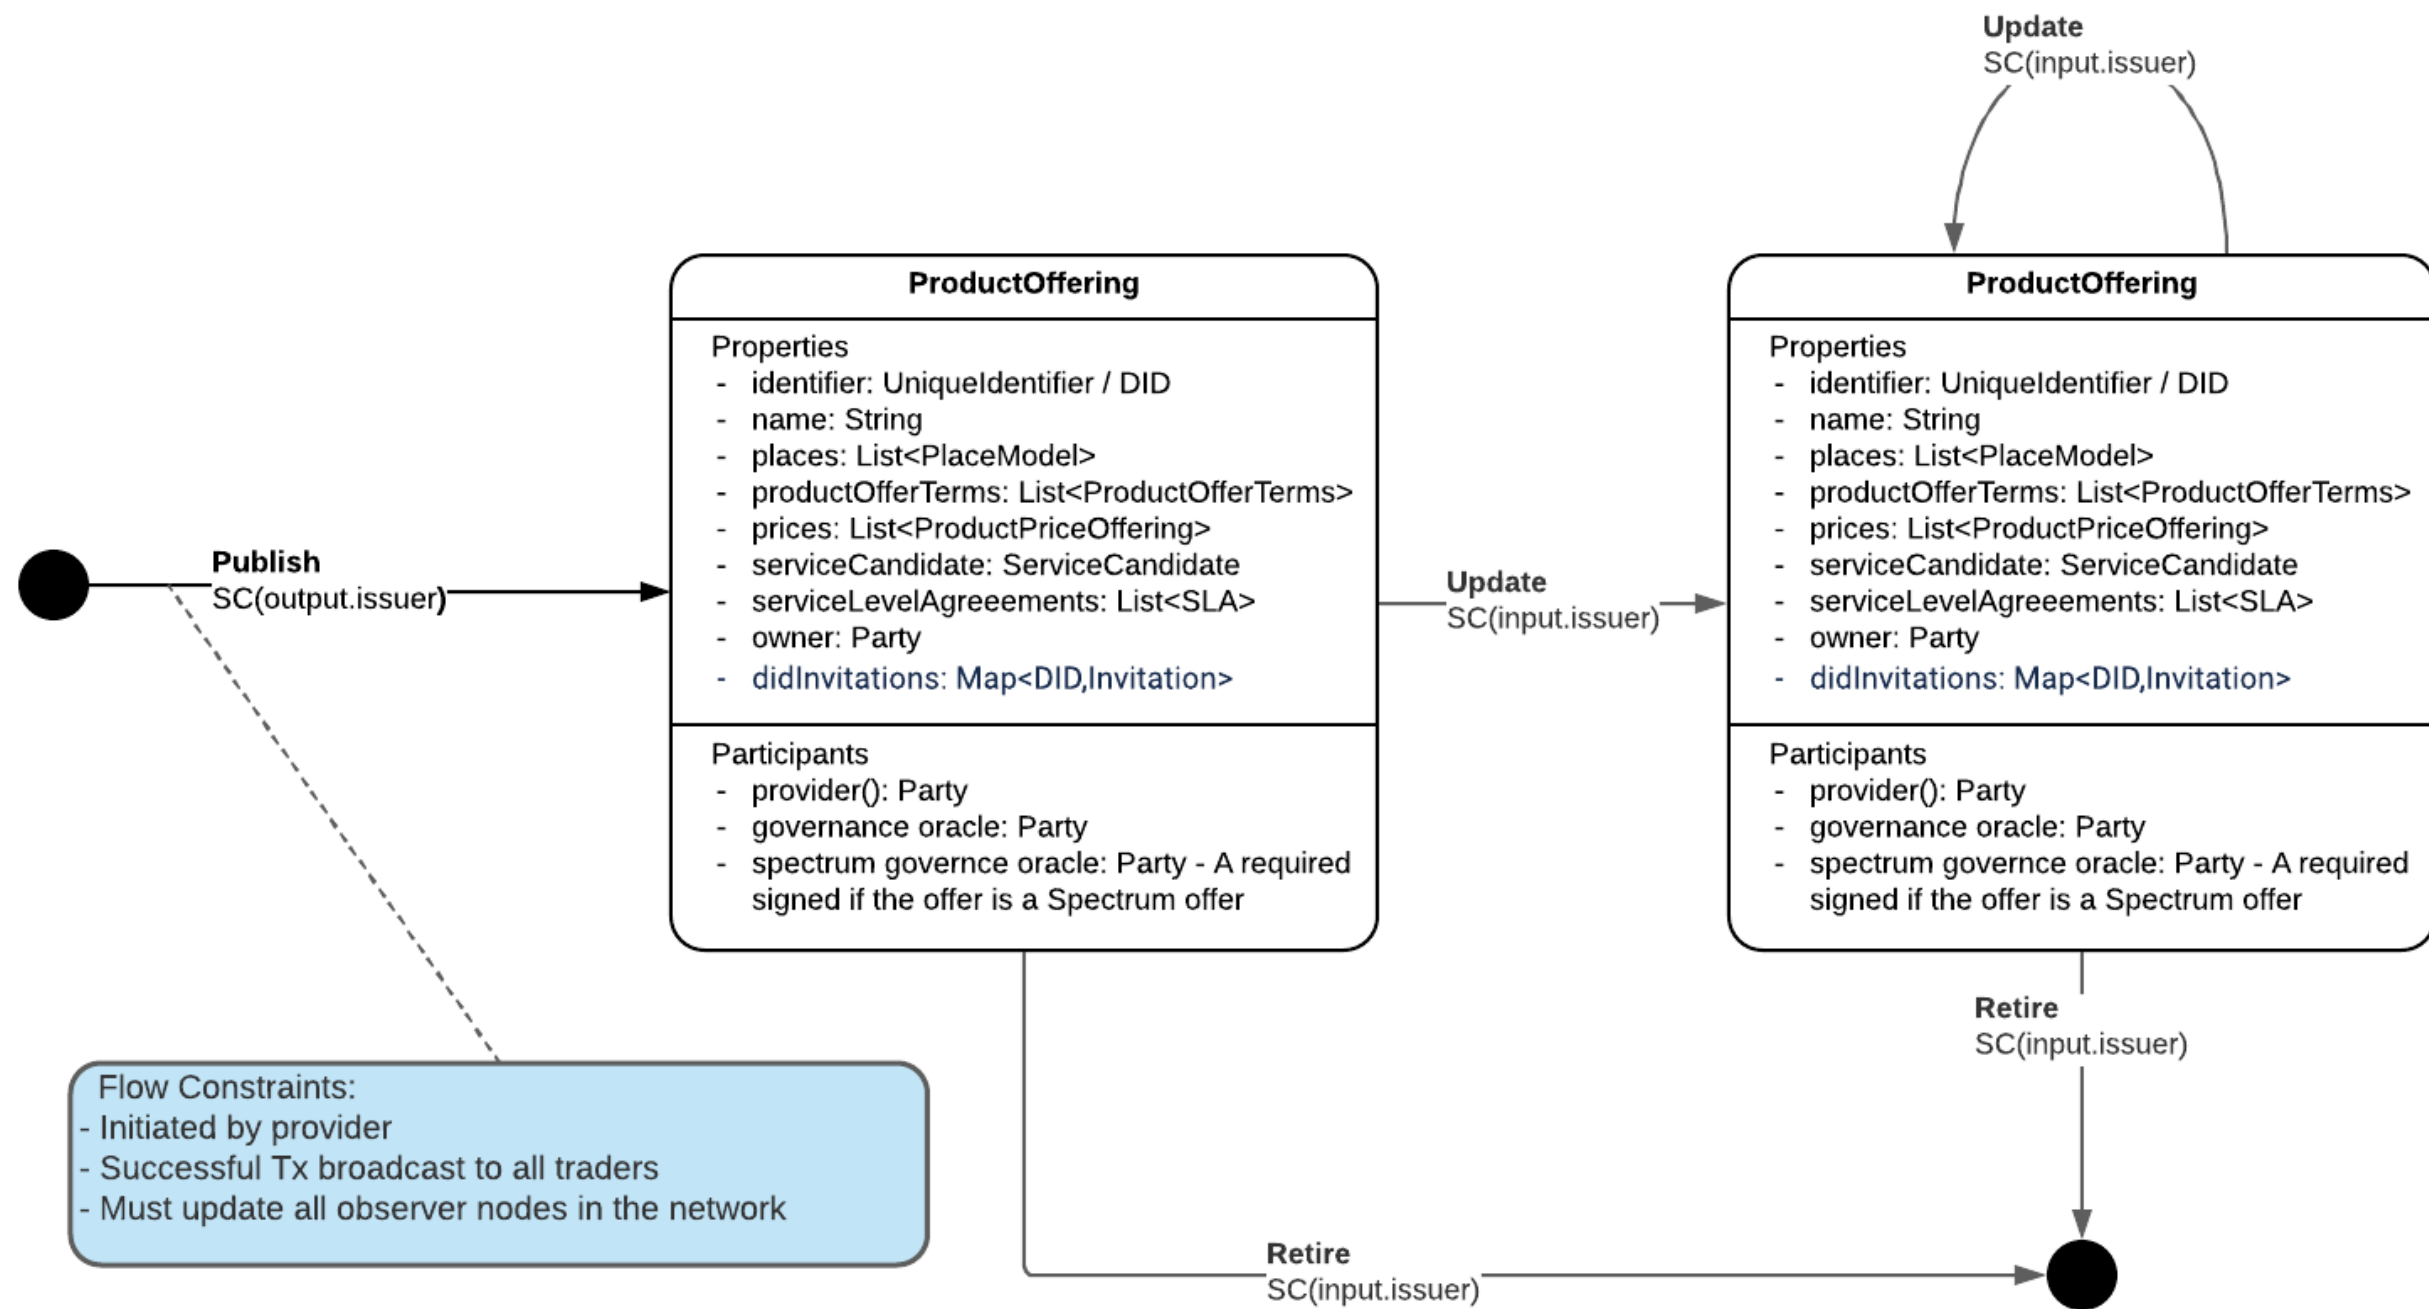 Update
SC(input.issuer)
ProductOffering
Properties
- identifier: UniqueIdentifier / DID
- name: String
- places: List<PlaceModel>
- productOfferTerms: List<ProductOfferTerms>
- prices: List<ProductPriceOffering>
- serviceCandidate: ServiceCandidate
- serviceLevelAgreeements: List<SLA>
- owner: Party
- didInvitations: Map<DID,Invitation>
Participants
- provider(): Party
- governance oracle: Party
- spectrum governce oracle: Party - A required
signed if the offer is a Spectrum offer
ProductOffering
Properties
- identifier: UniqueIdentifier / DID
- name: String
- places: List<PlaceModel>
- productOfferTerms: List<ProductOfferTerms>
- prices: List<ProductPriceOffering>
- serviceCandidate: ServiceCandidate
- serviceLevelAgreeements: List<SLA>
- owner: Party
- didInvitations: Map<DID,Invitation>
Participants
- provider(): Party
- governance oracle: Party
- spectrum governce oracle: Party - A required
signed if the offer is a Spectrum offer
Publish
SC(output.issuer)
Update
SC(input.issuer)
Retire
SC(input.issuer)
Flow Constraints:
- Initiated by provider
- Successful Tx broadcast to all traders
- Must update all observer nodes in the network
Retire
SC(input.issuer)